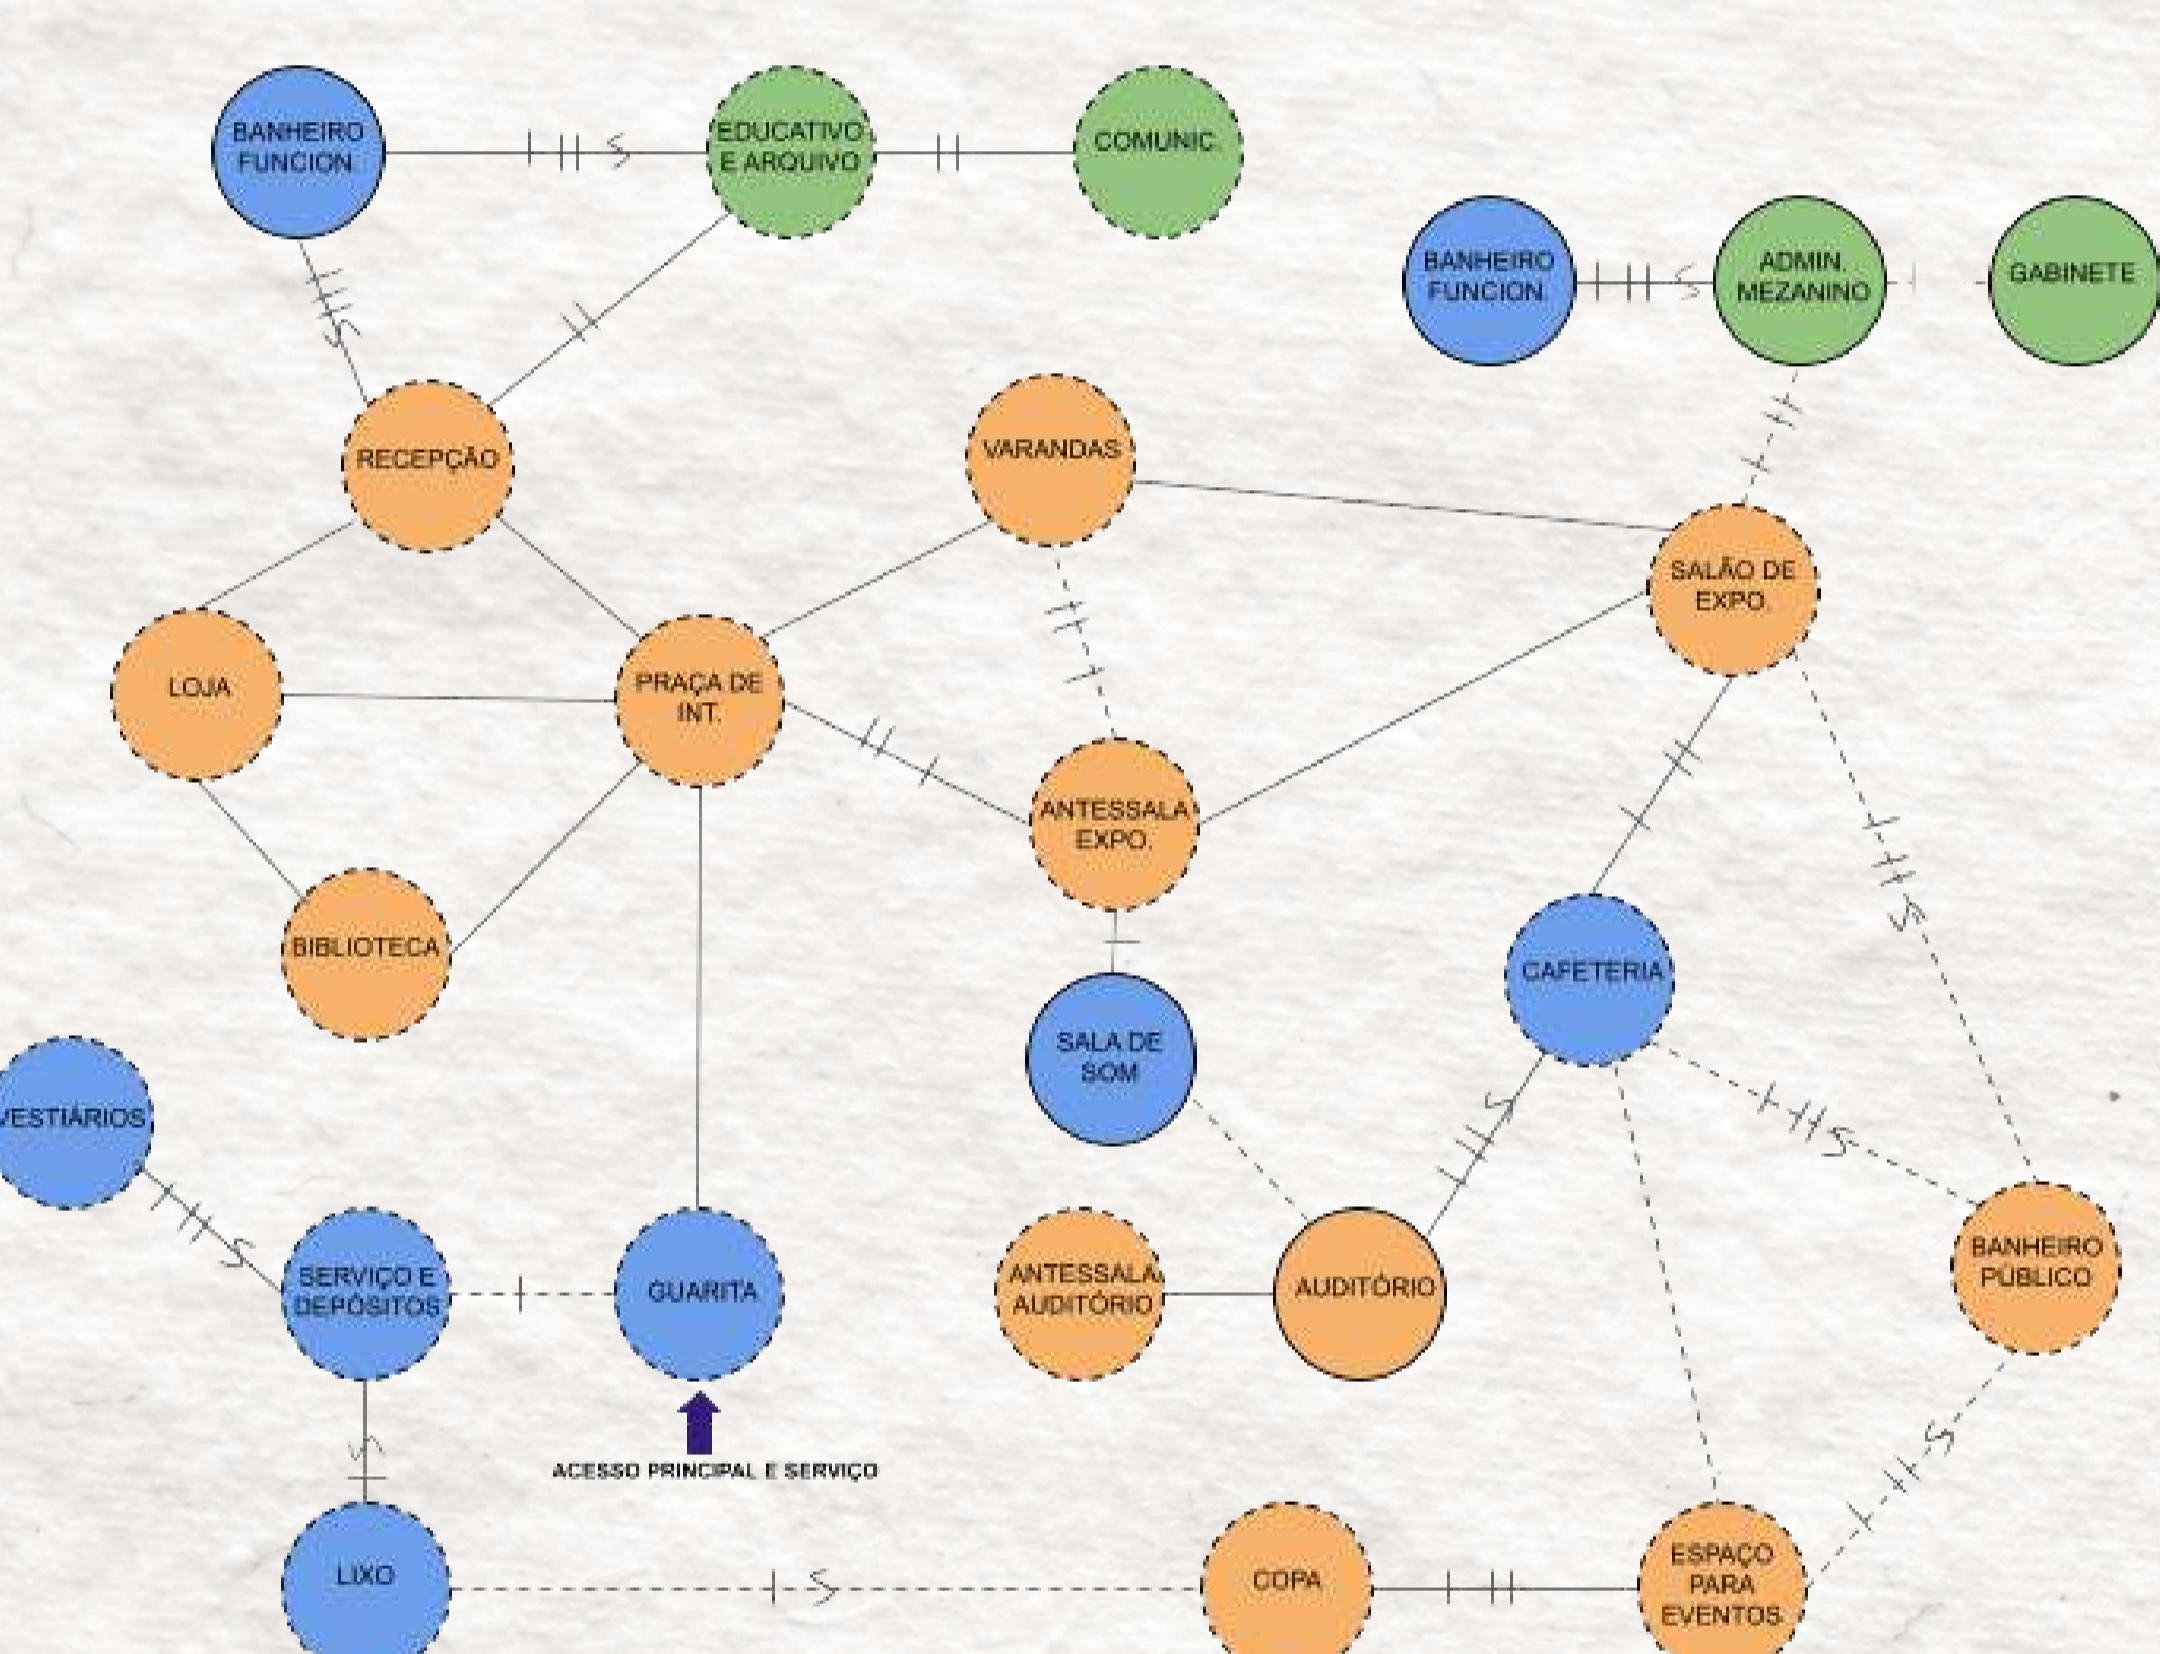 BANHEIRO
FUNCION.
EDUCATIVO
E ARQUIVO
COMUNIC.
BANHEIRO
FUNCION.
ADMIN.
MEZANINO
GABINETE
RECEPÇÃO
VARANDAS
SALÃO DE
EXPO.
LOJA
PRAÇA DE
INT.
ANTESSALA
EXPO.
BIBLIOTECA
CAFETERIA
SALA DE
SOM
VESTIÁRIOS
SERVIÇO E
DEPÓSITOS
GUARITA
ANTESSALA
AUDITÓRIO
AUDITÓRIO
BANHEIRO
PÚBLICO
ACESSO PRINCIPAL E SERVIÇO
LIXO
COPA
ESPAÇO
PARA
EVENTOS